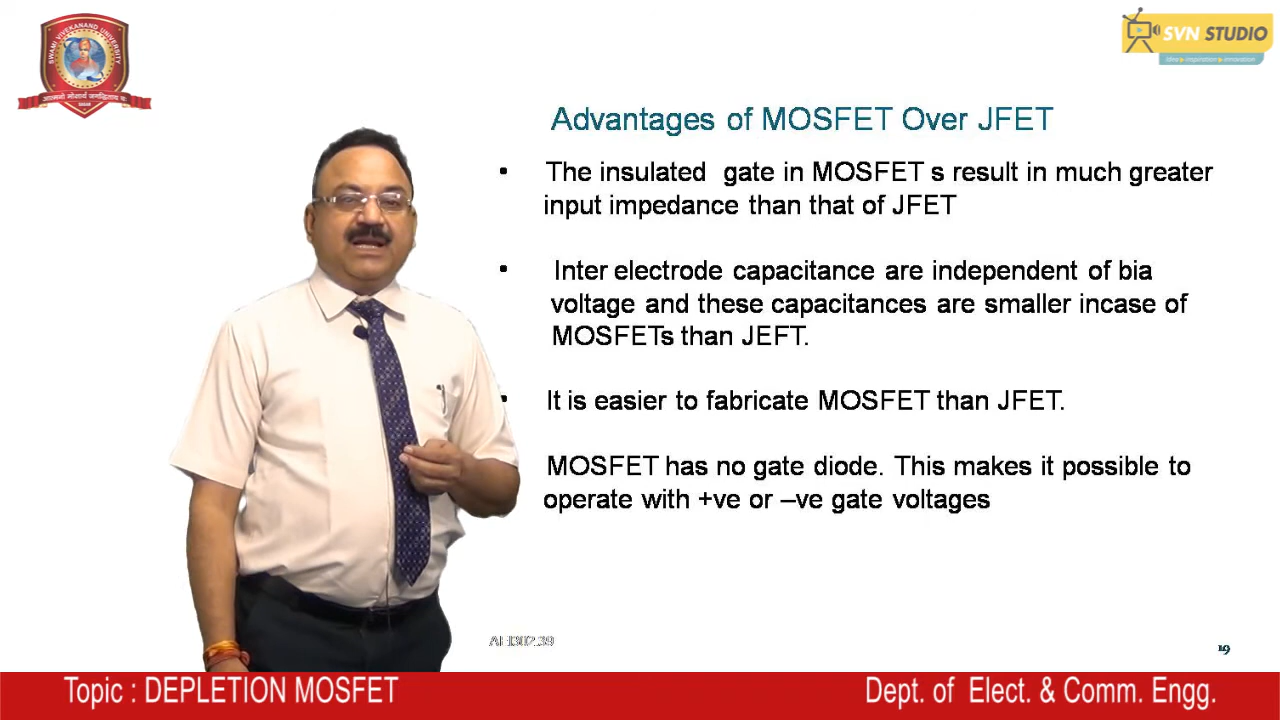 SWAMI VIVEKANAND UNIVERSITY
SVN STUDIO
Advantages of MOSFET Over JFET
• The insulated gate in MOSFET s result in much greater
input impedance than that of JFET
• Inter electrode capacitance are independent of bia
voltage and these capacitances are smaller incase of
MOSFETs than JEFT.
• It is easier to fabricate MOSFET than JFET.
MOSFET has no gate diode. This makes it possible to
operate with +ve or –ve gate voltages
19
Topic : DEPLETION MOSFET
Dept. of Elect. & Comm. Engg.